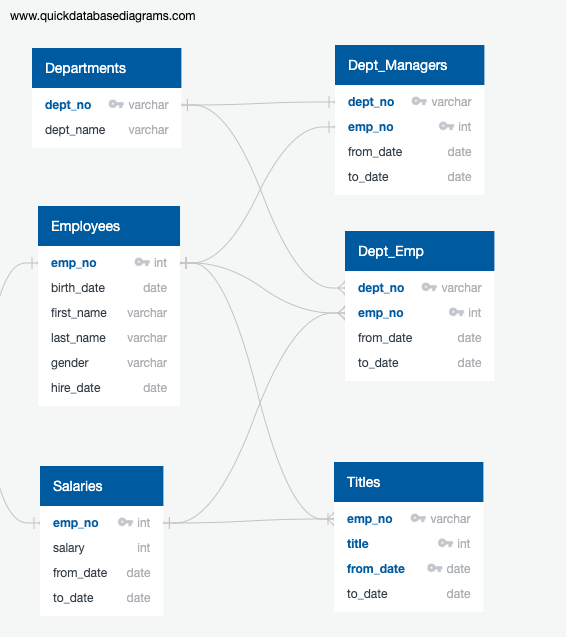 www.quickdatabasediagrams.com
Departments
dept_no varchar
dept_name varchar
Dept_Managers
dept_no varchar
emp_no int
from_date date
to_date date
Employees
emp_no int
birth_date date
first_name varchar
last_name varchar
gender varchar
hire_date date
Dept_Emp
dept_no varchar
emp_no int
from_date date
to_date date
Salaries
emp_no int
salary int
from_date date
to_date date
Titles
emp_no varchar
title int
from_date date
to_date date